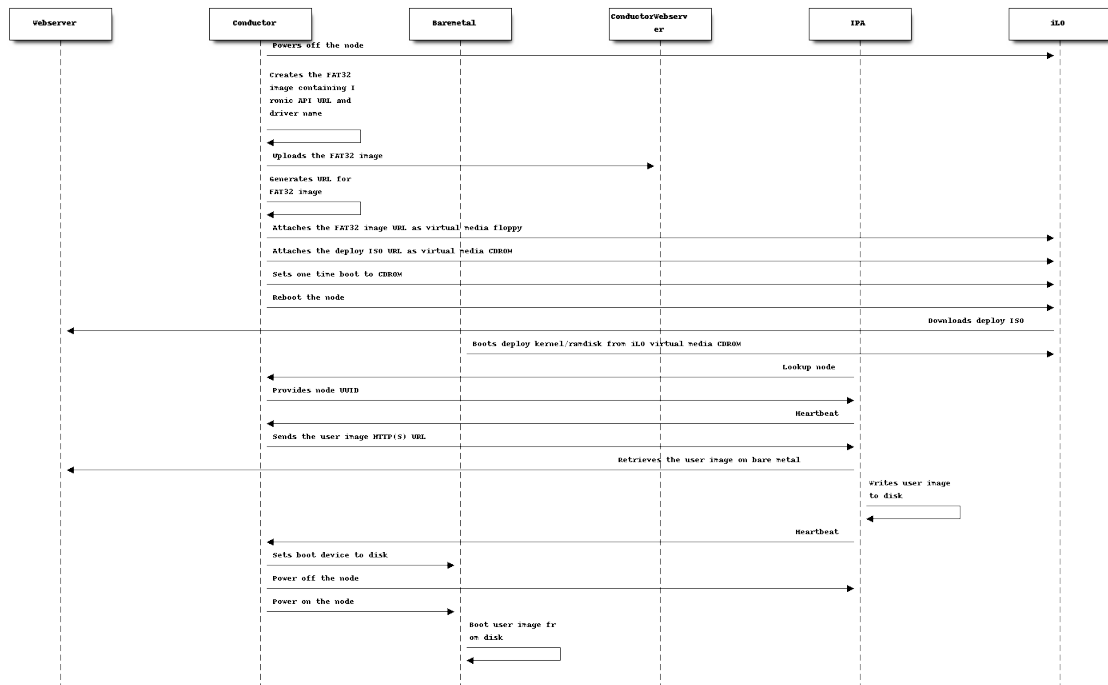 Webserver
Conductor
Baremetal
ConductorWebserv
er
IPA
iLO
Powers off the node
Creates the FAT32
image containing I
ronic API URL and
driver name
Uploads the FAT32 image
Generates URL for
FAT32 image
Attaches the FAT32 image URL as virtual media floppy
Attaches the deploy ISO URL as virtual media CDROM
Sets one time boot to CDROM
Reboot the node
Downloads deploy ISO
Boots deploy kernel/ramdisk from iLO virtual media CDROM
Lookup node
Provides node UUID
Heartbeat
Sends the user image HTTP(S) URL
Retrieves the user image on bare metal
Writes user image
to disk
Heartbeat
Sets boot device to disk
Power off the node
Power on the node
Boot user image fr
om disk